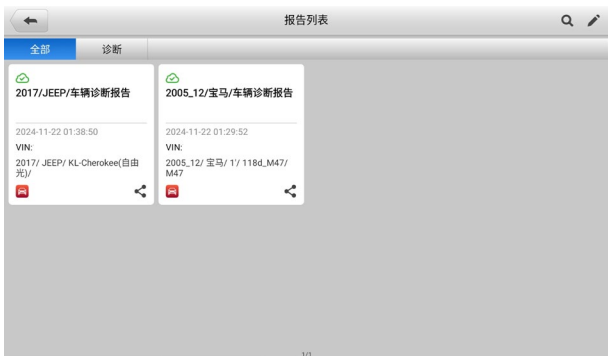 报告列表
全部 诊断
2017/JEEP/车辆诊断报告
2024-11-22 01:38:50
VIN:
2017/ JEEP/ KL-Cherokee(自由
光)/
2005_12/宝马/车辆诊断报告
2024-11-22 01:29:52
VIN:
2005_12/ 宝马/ 1'/ 118d_M47/
M47
1/1